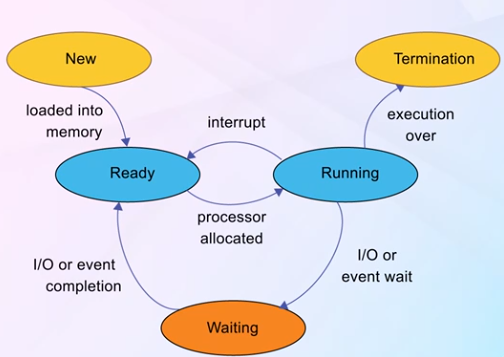 New
Termination
loaded into
memory
interrupt
execution
over
Ready
Running
processor
allocated
I/O or event
completion
I/O or
event wait
Waiting